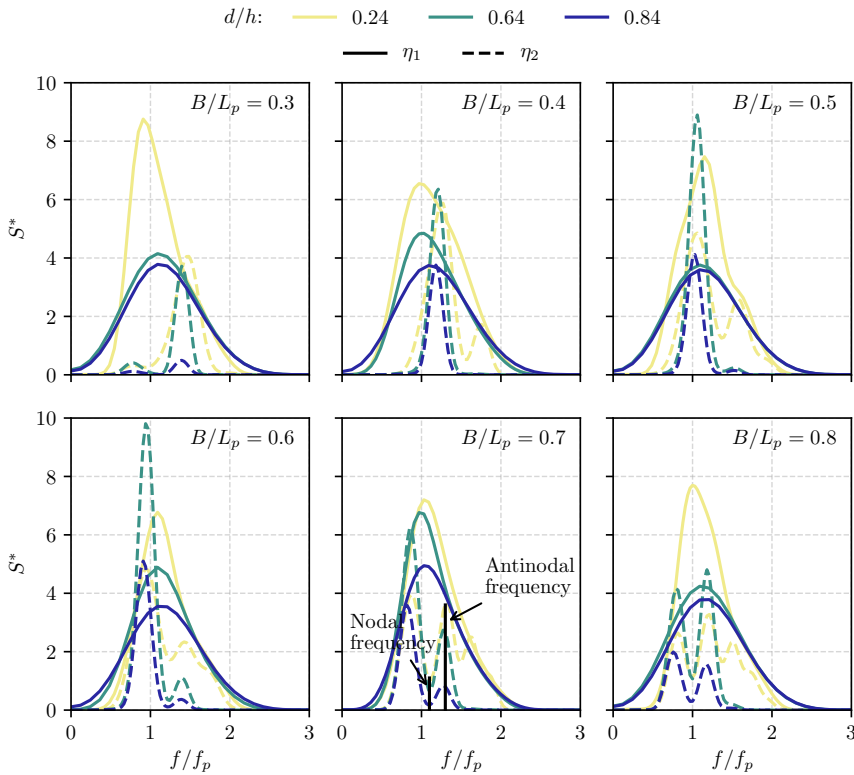 d/h: 0.24 0.64 0.84
η₁ η₂
10
8
6
4
2
0
S*
B/Lₚ = 0.3
B/Lₚ = 0.4
B/Lₚ = 0.5
10
8
6
4
2
0
S*
B/Lₚ = 0.6
B/Lₚ = 0.7
B/Lₚ = 0.8
Antinodal
frequency
Nodal
frequency
0 1 2 3
0 1 2 3
0 1 2 3
f/fₚ
f/fₚ
f/fₚ